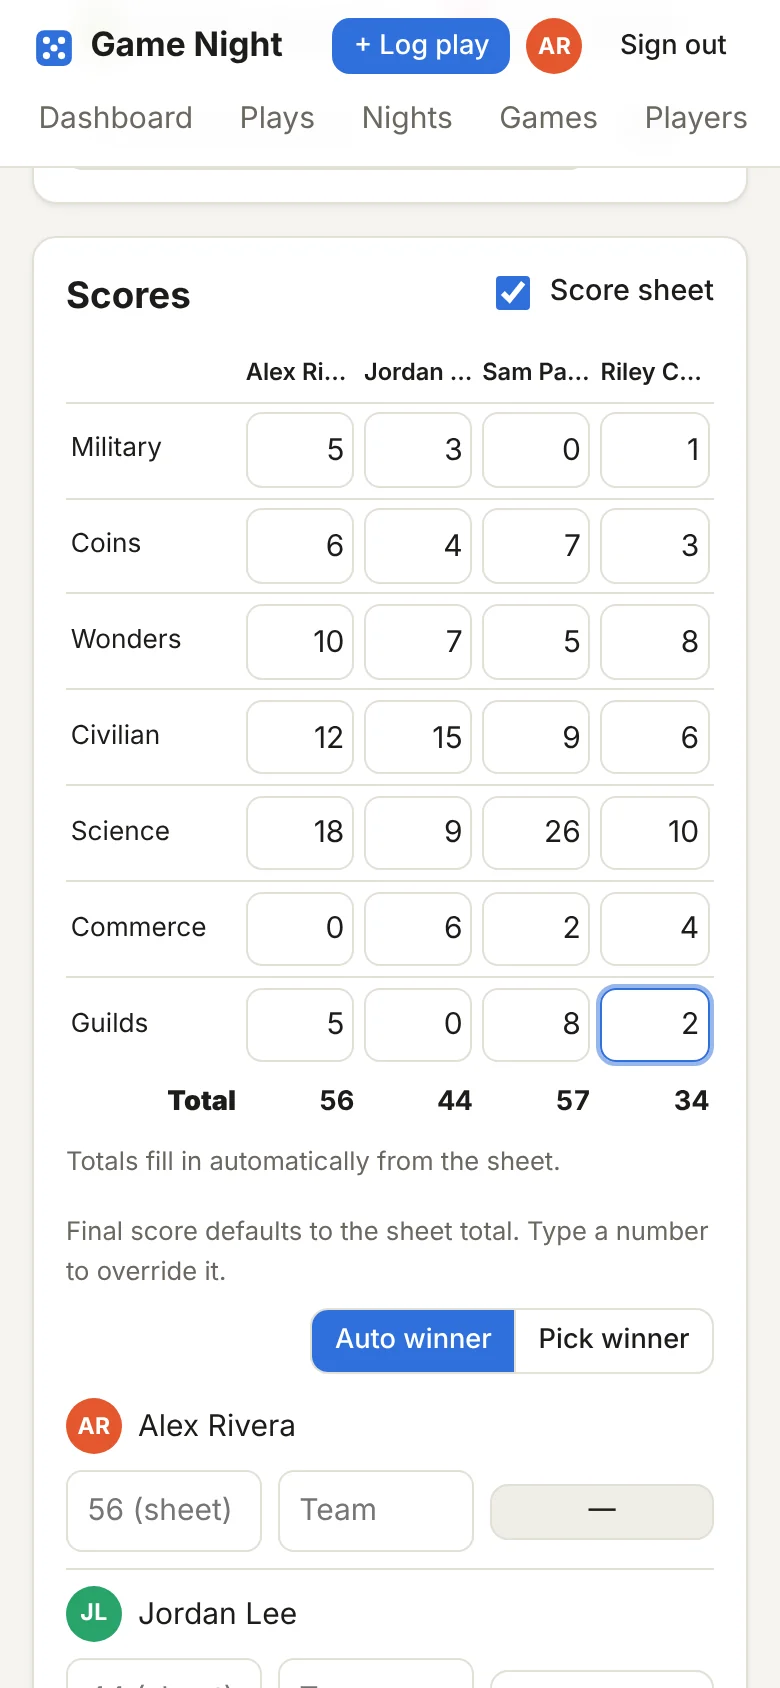 Game Night
+ Log play
AR
Sign out
Dashboard Plays Nights Games Players
Scores
Score sheet
Alex Ri... Jordan ... Sam Pa... Riley C...
Military 5 3 0 1
Coins 6 4 7 3
Wonders 10 7 5 8
Civilian 12 15 9 6
Science 18 9 26 10
Commerce 0 6 2 4
Guilds 5 0 8 2
Total 56 44 57 34
Totals fill in automatically from the sheet.
Final score defaults to the sheet total. Type a number
to override it.
Auto winner Pick winner
AR Alex Rivera
56 (sheet) Team —
JL Jordan Lee